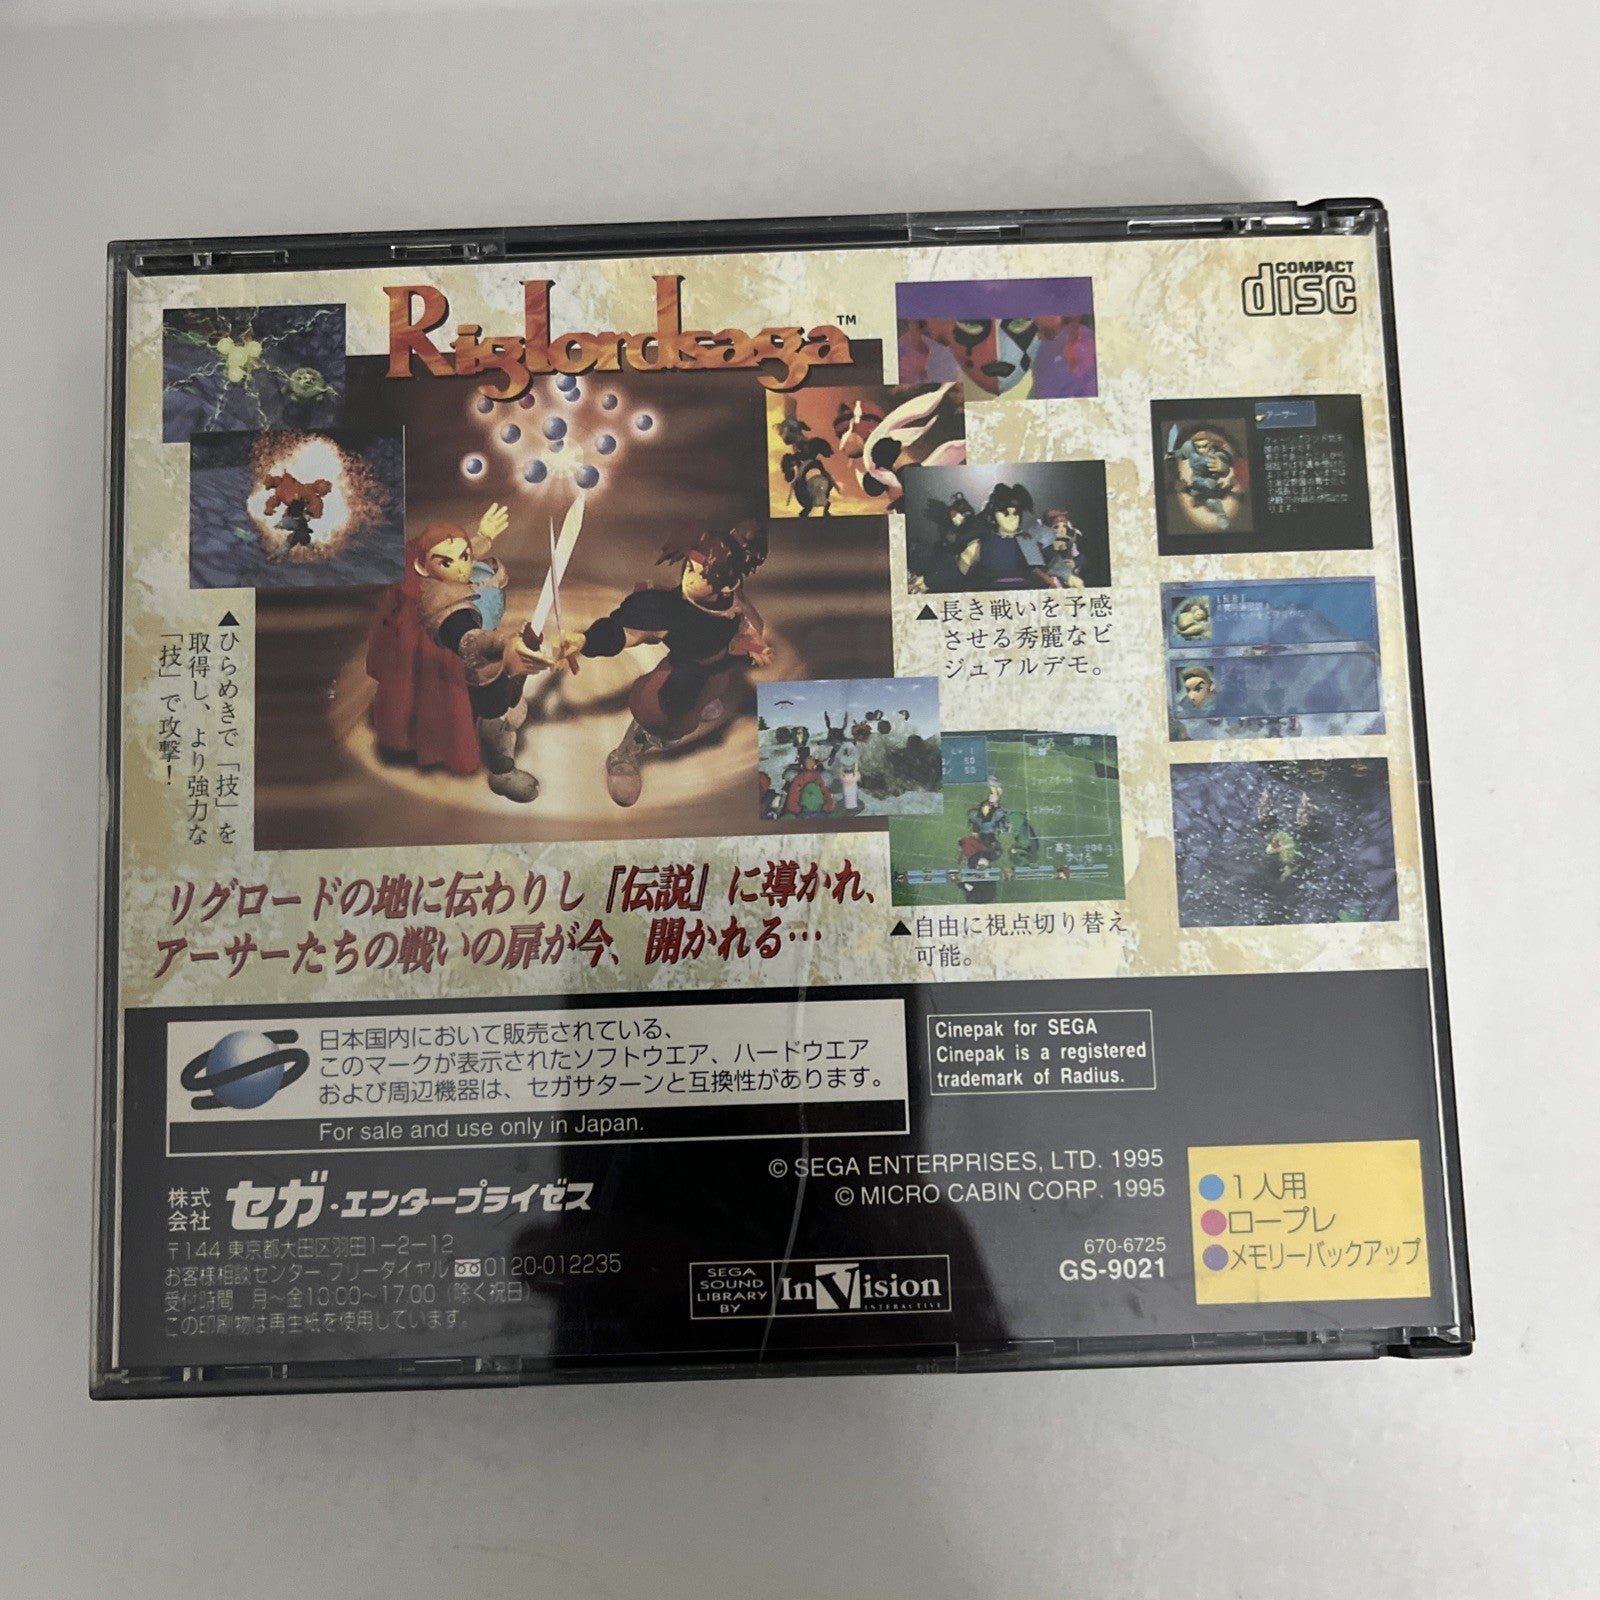 Riglordsaga™
COMPACT
disc
アーサー
▲ひらめきで「技」を
取得し、より強力な
「技」で攻撃!
▲長き戦いを予感
させる秀麗なビ
ジュアルデモ。
▲自由に視点切り替え
可能。
リグロードの地に伝わりし『伝説』に導かれ、
アーサーたちの戦いの扉が今、開かれる…
日本国内において販売されている、
このマークが表示されたソフトウエア、ハードウエア
および周辺機器は、セガサターンと互換性があります。
For sale and use only in Japan.
Cinepak for SEGA
Cinepak is a registered
trademark of Radius.
© SEGA ENTERPRISES, LTD. 1995
© MICRO CABIN CORP. 1995
株式会社 セガ・エンタープライゼス
〒144 東京都大田区羽田1-2-12
お客様相談センター フリーダイヤル 0120-012235
受付時間 月〜金10:00〜17:00 (除く祝日)
この印刷物は再生紙を使用しています。
SEGA
SOUND
LIBRARY
BY
InVision
INTERACTIVE
670-6725
GS-9021
●1人用
●ロープレ
●メモリーバックアップ